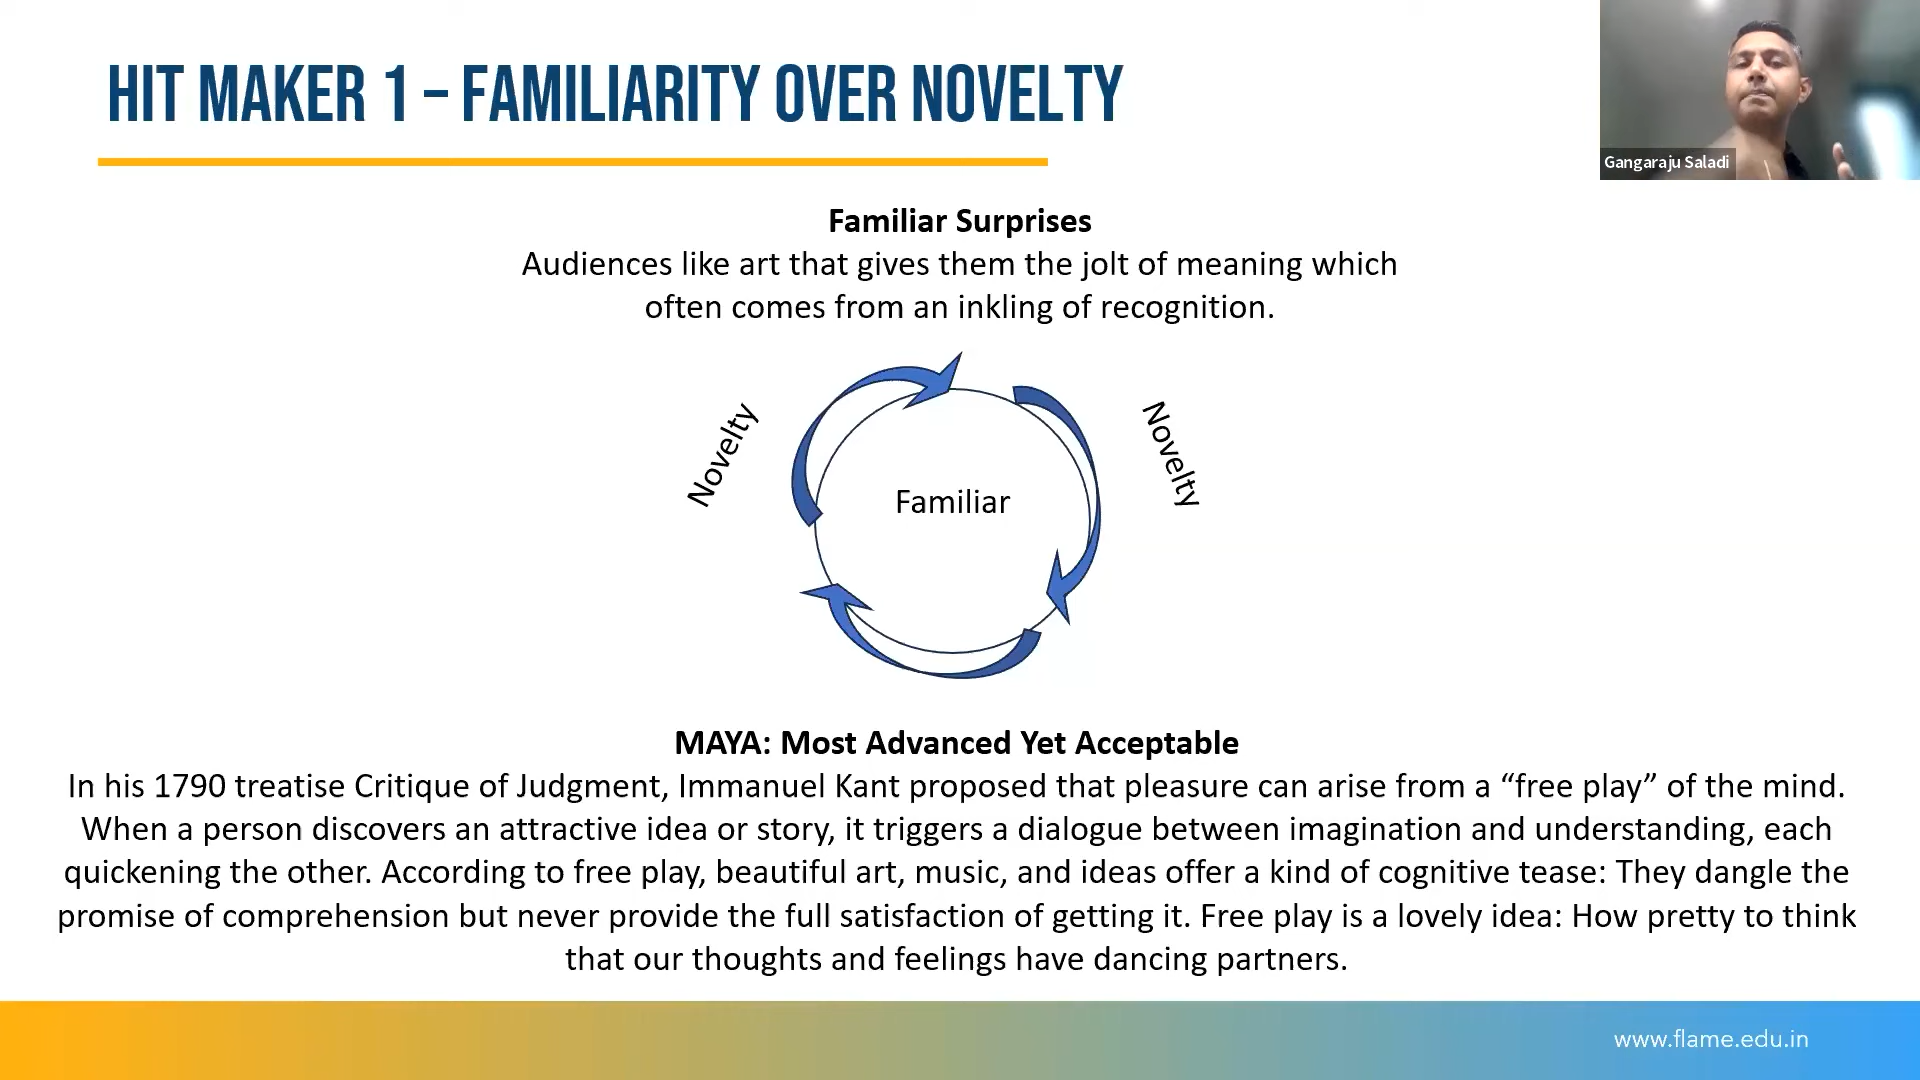 HIT MAKER 1 – FAMILIARITY OVER NOVELTY
Gangaraju Saladi
Familiar Surprises
Audiences like art that gives them the jolt of meaning which
often comes from an inkling of recognition.
Novelty
Novelty
Familiar
MAYA: Most Advanced Yet Acceptable
In his 1790 treatise Critique of Judgment, Immanuel Kant proposed that pleasure can arise from a “free play” of the mind.
When a person discovers an attractive idea or story, it triggers a dialogue between imagination and understanding, each
quickening the other. According to free play, beautiful art, music, and ideas offer a kind of cognitive tease: They dangle the
promise of comprehension but never provide the full satisfaction of getting it. Free play is a lovely idea: How pretty to think
that our thoughts and feelings have dancing partners.
www.flame.edu.in